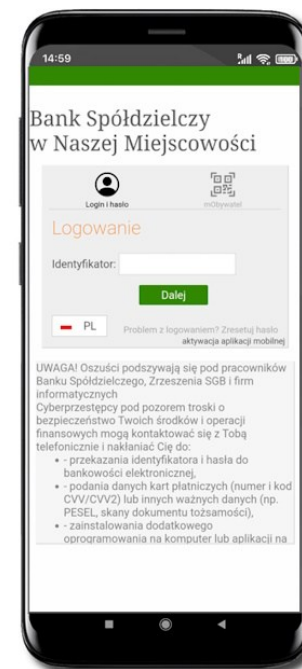 14:59
Bank Spółdzielczy
w Naszej Miejscowości
Login i hasło
mObywatel
Logowanie
Identyfikator:
Dalej
PL
Problem z logowaniem? Zresetuj hasło
aktywacja aplikacji mobilnej
UWAGA! Oszuści podszywają się pod pracowników
Banku Spółdzielczego, Zrzeszenia SGB i firm
informatycznych
Cyberprzestępcy pod pozorem troski o
bezpieczeństwo Twoich środków i operacji
finansowych mogą kontaktować się z Tobą
telefonicznie i nakłaniać Cię do:
- przekazania identyfikatora i hasła do
bankowości elektronicznej,
- podania danych kart płatniczych (numer i kod
CVV/CVV2) lub innych ważnych danych (np.
PESEL, skany dokumentu tożsamości),
- zainstalowania dodatkowego
oprogramowania na komputer lub aplikacji na